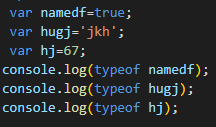 var namedf=true;
var hugj='jkh';
var hj=67;
console.log(typeof namedf);
console.log(typeof hugj);
console.log(typeof hj);